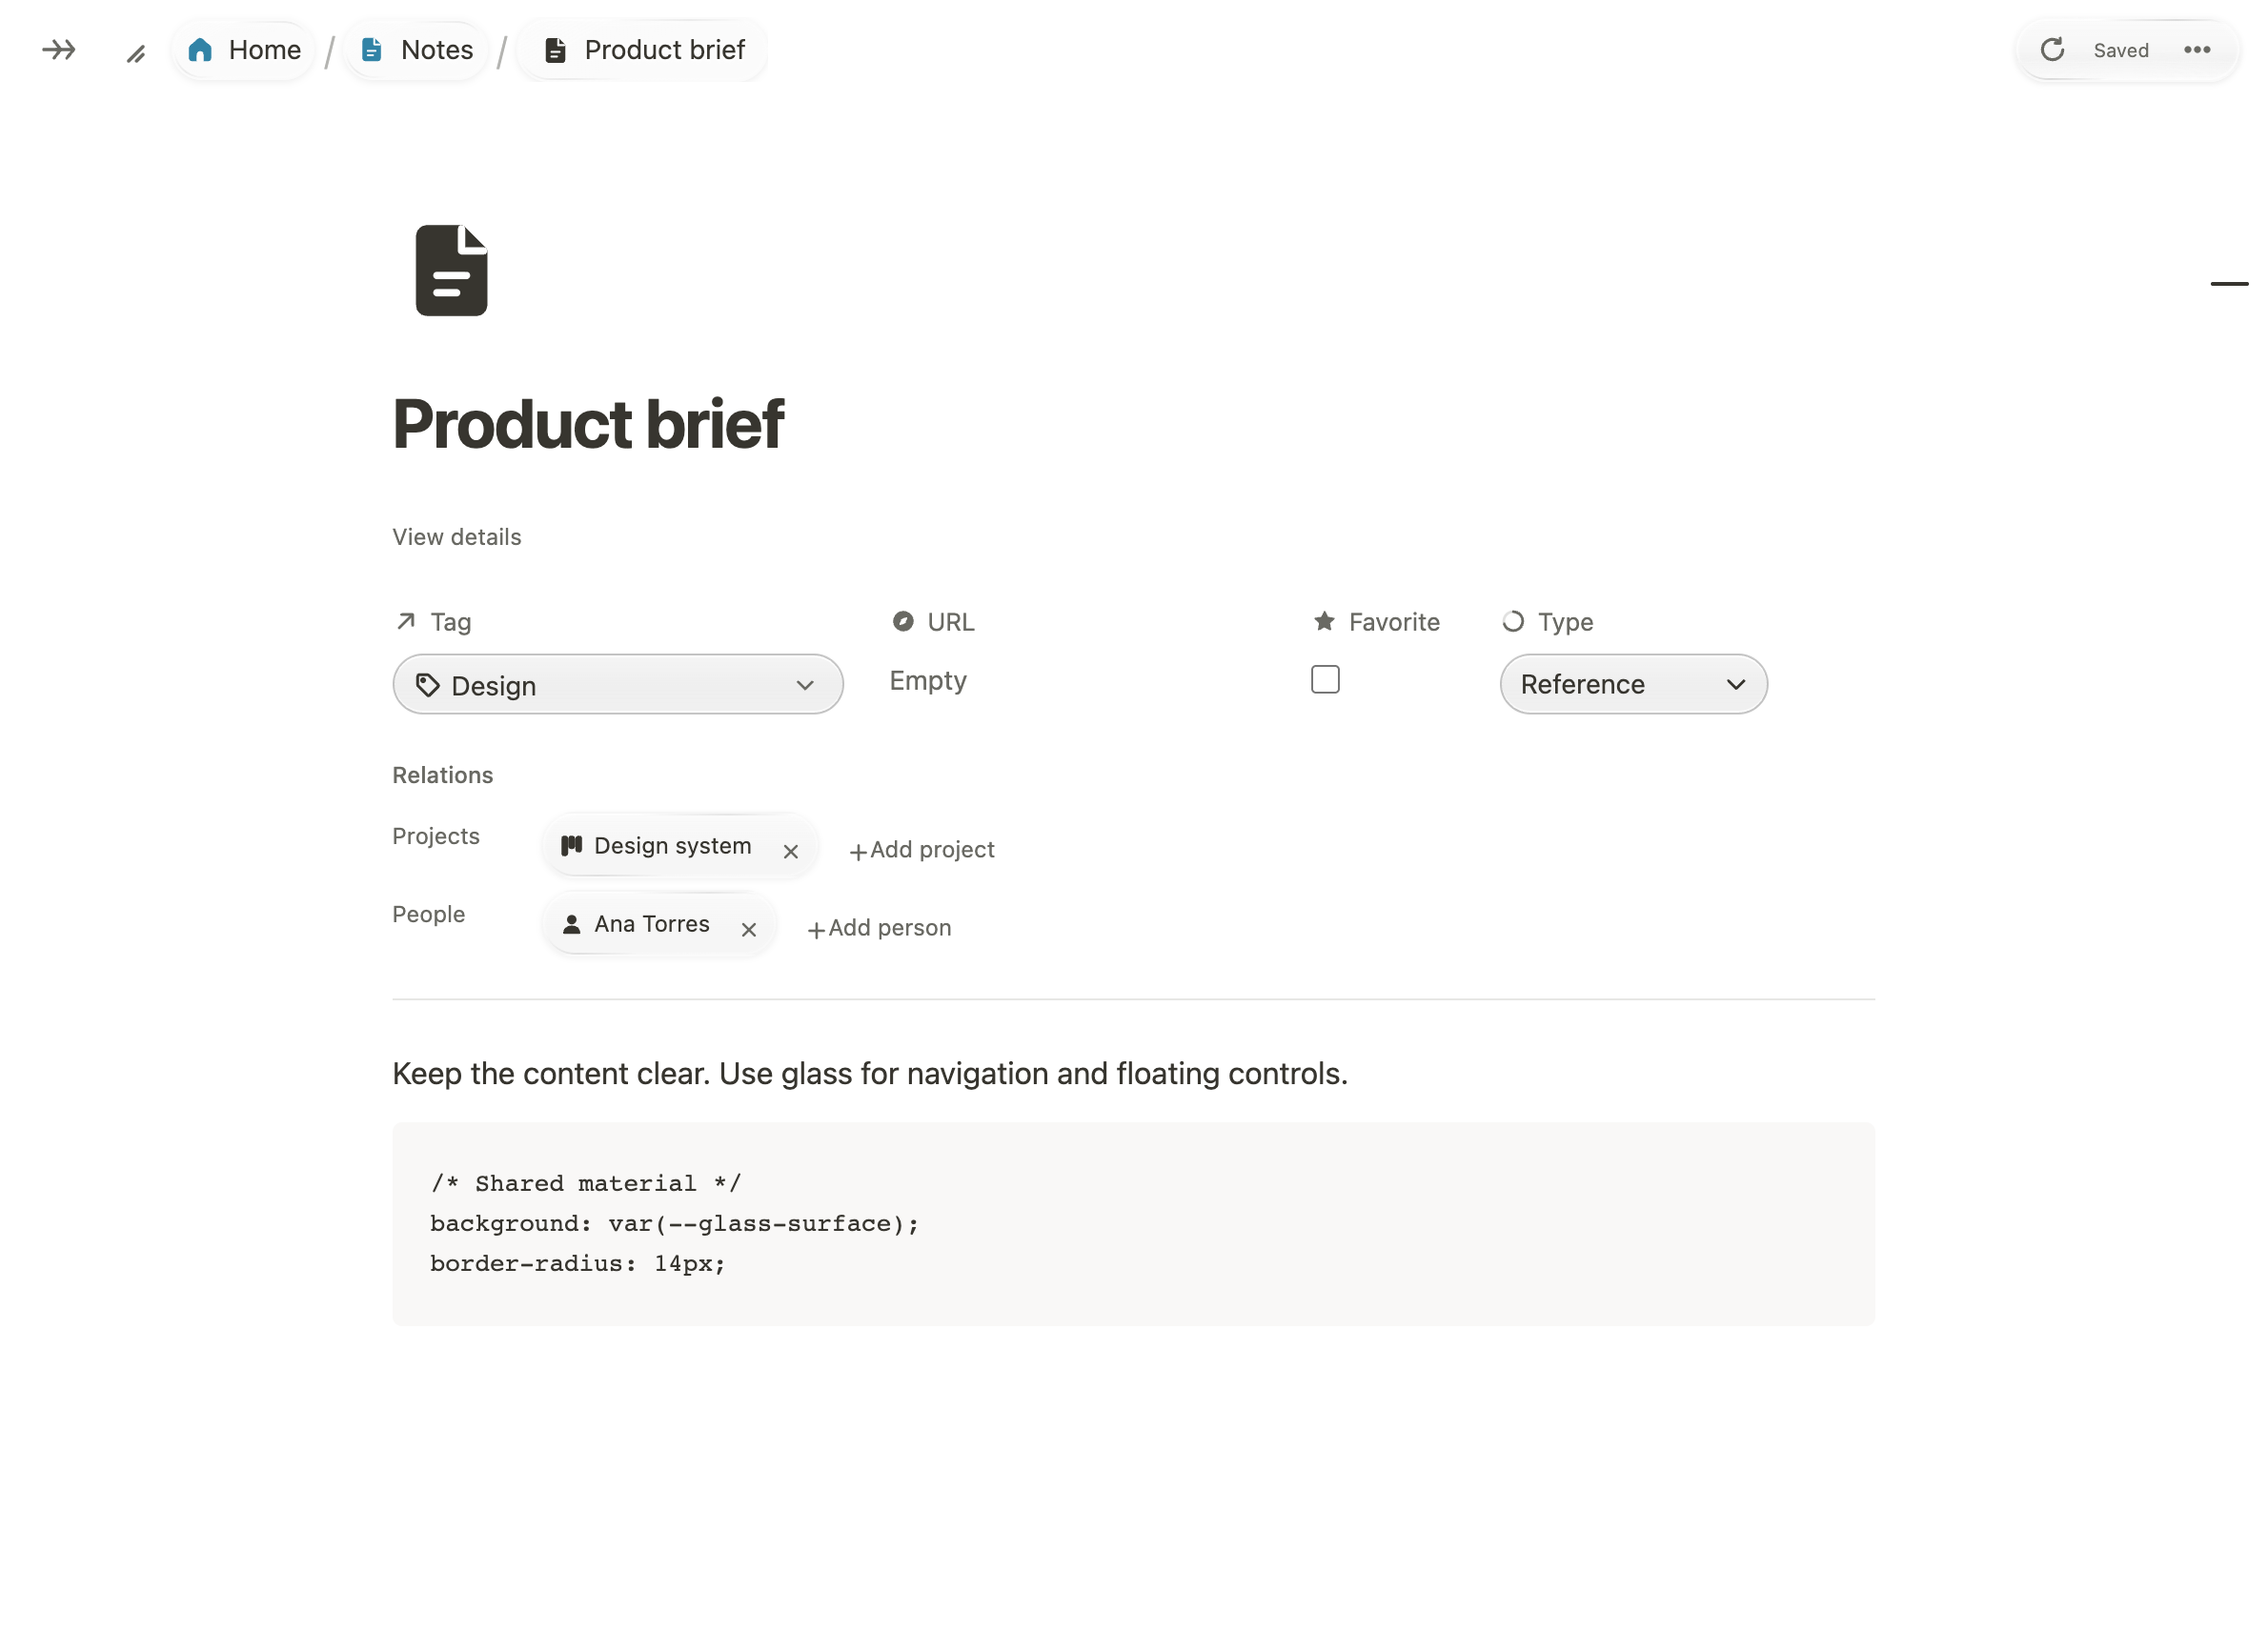 Home / Notes / Product brief
Saved
Product brief
View details
Tag
URL
Favorite
Type
Design
Empty
Reference
Relations
Projects
Design system
+Add project
People
Ana Torres
+Add person
Keep the content clear. Use glass for navigation and floating controls.
/* Shared material */
background: var(--glass-surface);
border-radius: 14px;